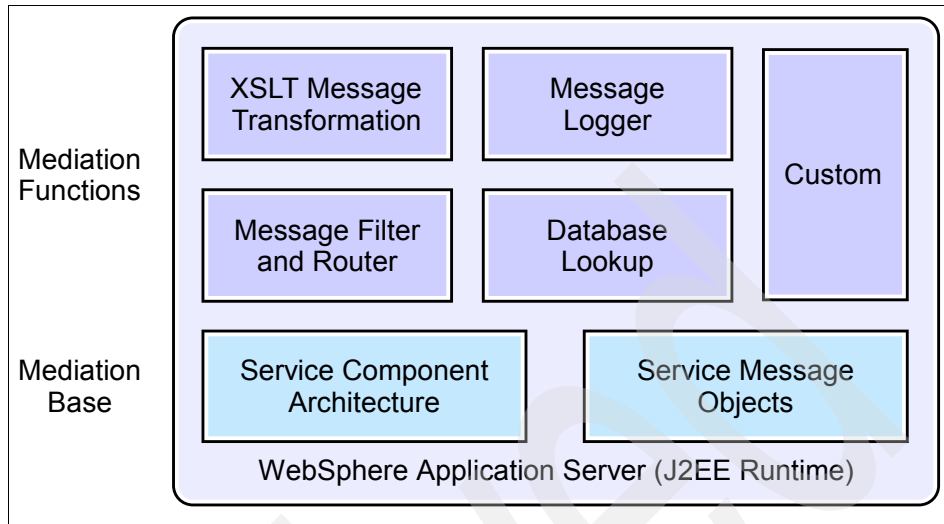 XSLT Message
Transformation
Message
Logger
Mediation
Functions
Custom
Message Filter
and Router
Database
Lookup
Mediation
Base
Service Component
Architecture
Service Message
Objects
WebSphere Application Server (J2EE Runtime)